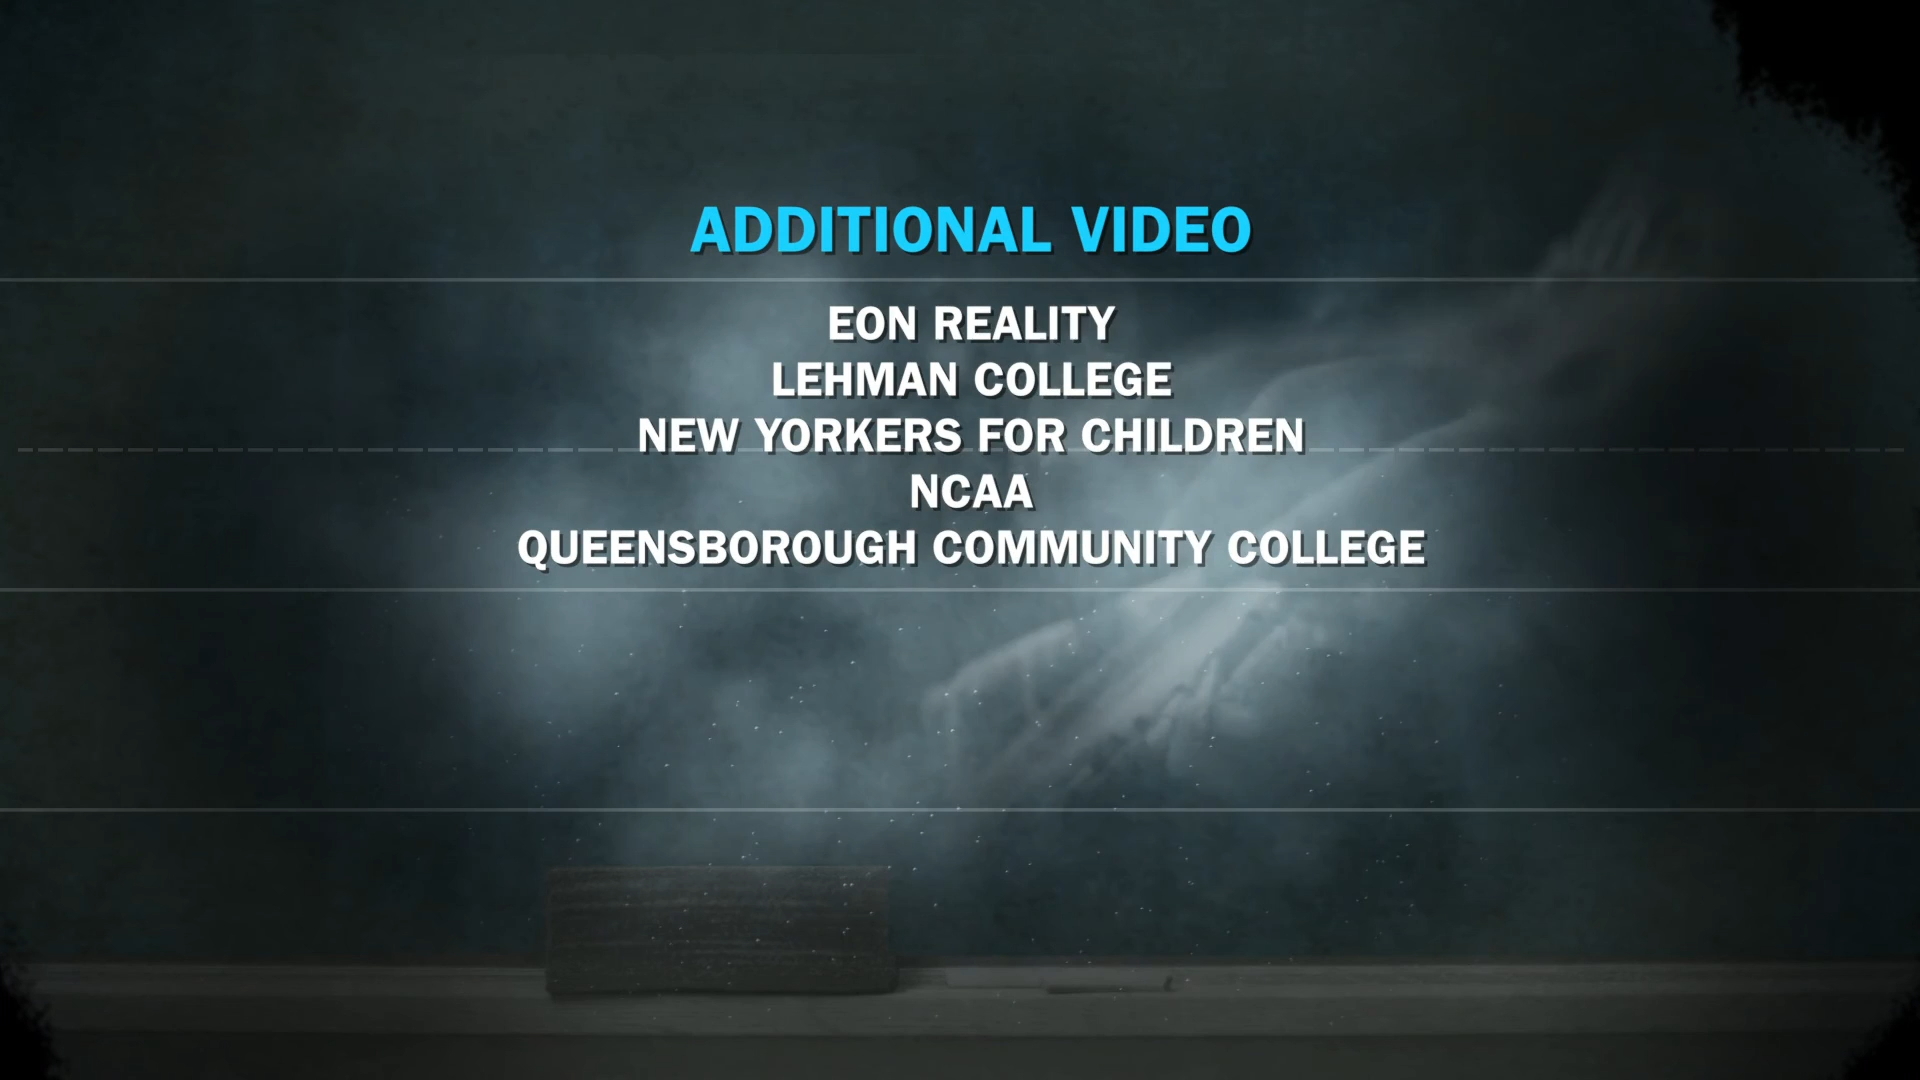 ADDITIONAL VIDEO
EON REALITY
LEHMAN COLLEGE
NEW YORKERS FOR CHILDREN
NCAA
QUEENSBOROUGH COMMUNITY COLLEGE